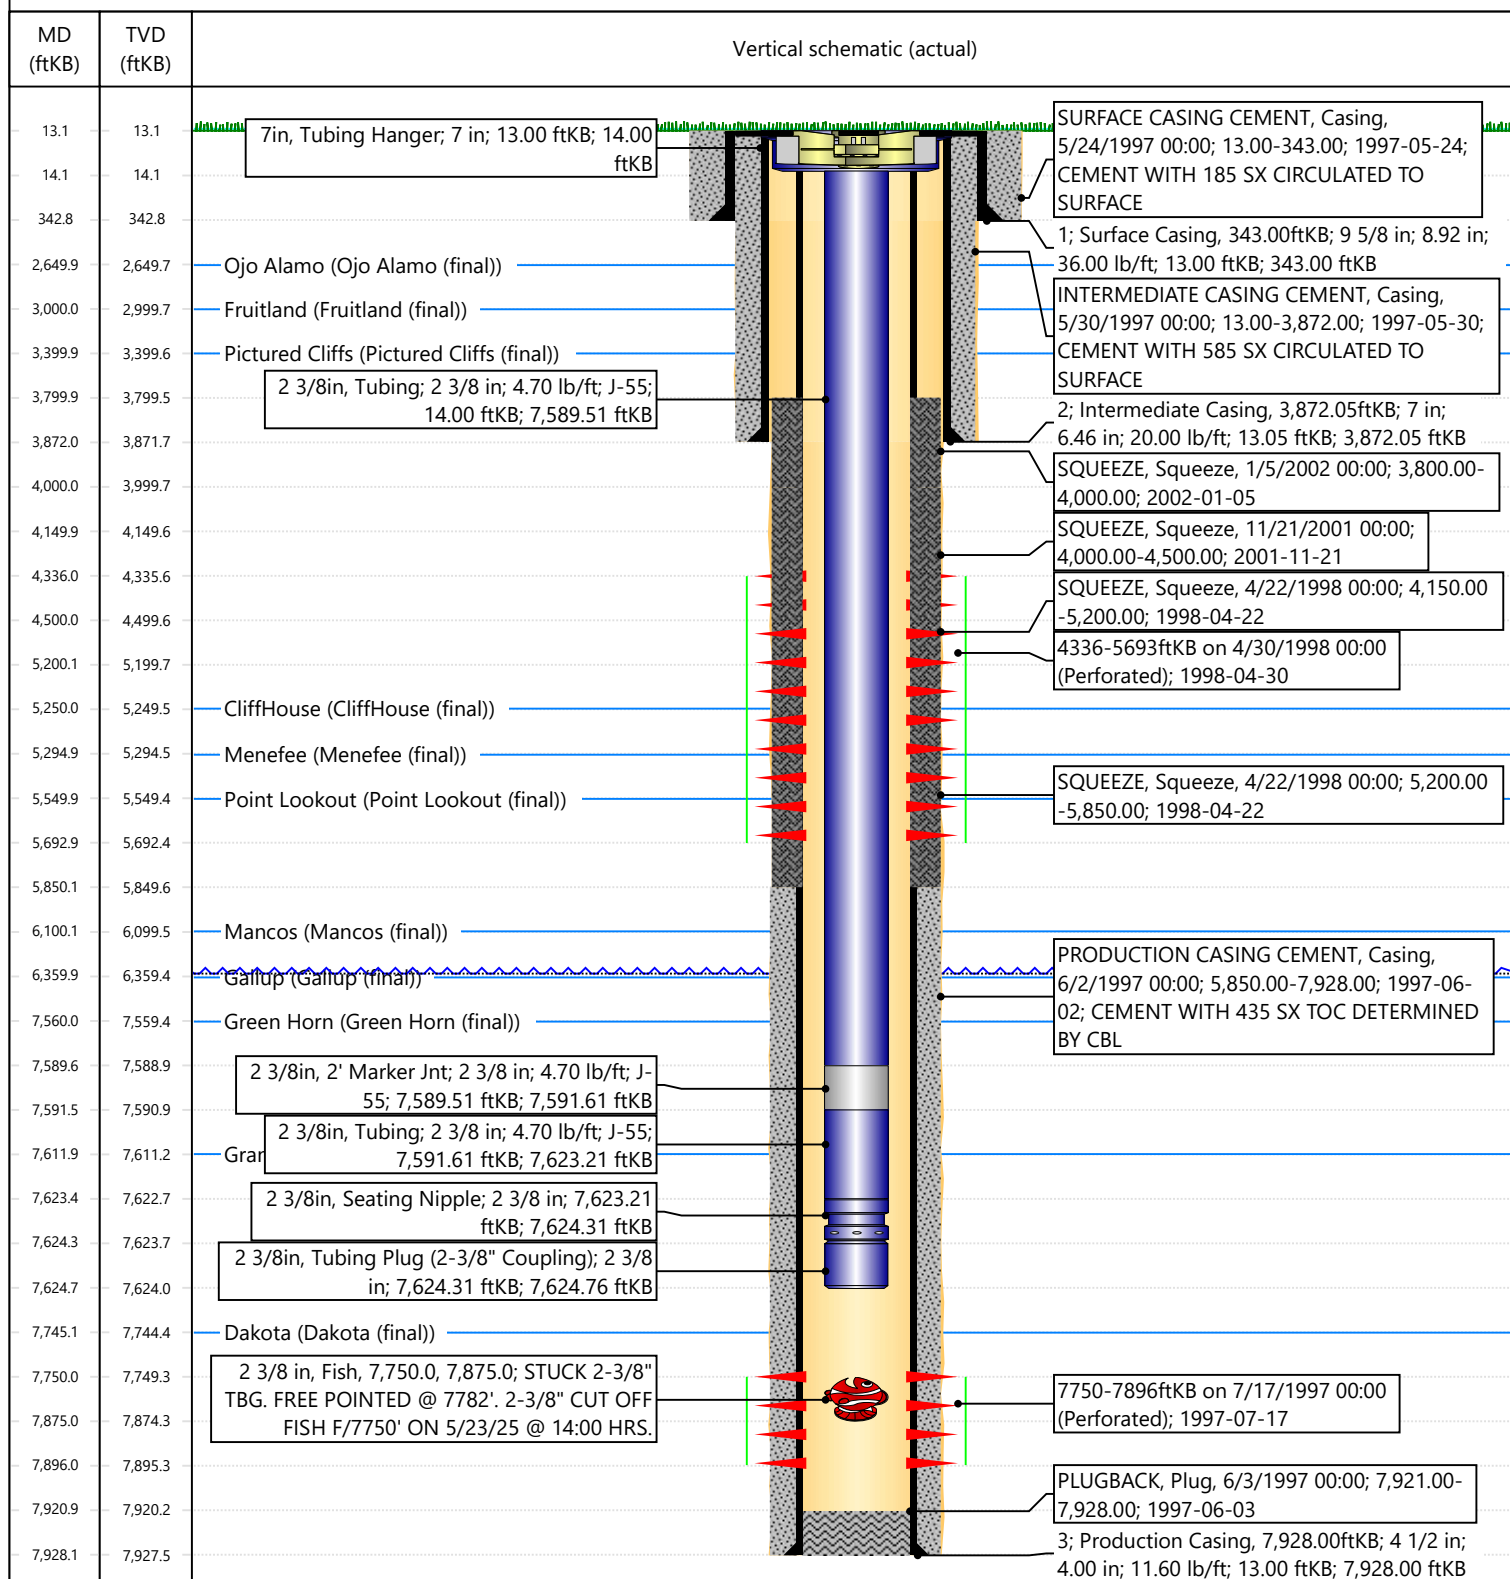 MD
(ftKB)
TVD
(ftKB)
Vertical schematic (actual)
13.1
13.1
14.1
14.1
342.8
342.8
2,649.9
2,649.7
3,000.0
2,999.7
3,399.9
3,399.6
3,799.9
3,799.5
3,872.0
3,871.7
4,000.0
3,999.7
4,149.9
4,149.6
4,336.0
4,335.6
4,500.0
4,499.6
5,200.1
5,199.7
5,250.0
5,249.5
5,294.9
5,294.5
5,549.9
5,549.4
5,692.9
5,692.4
5,850.1
5,849.6
6,100.1
6,099.5
6,359.9
6,359.4
7,560.0
7,559.4
7,589.6
7,588.9
7,591.5
7,590.9
7,611.9
7,611.2
7,623.4
7,622.7
7,624.3
7,623.7
7,624.7
7,624.0
7,745.1
7,744.4
7,750.0
7,749.3
7,875.0
7,874.3
7,896.0
7,895.3
7,920.9
7,920.2
7,928.1
7,927.5
7in, Tubing Hanger; 7 in; 13.00 ftKB; 14.00
ftKB
Ojo Alamo (Ojo Alamo (final))
Fruitland (Fruitland (final))
Pictured Cliffs (Pictured Cliffs (final))
2 3/8in, Tubing; 2 3/8 in; 4.70 lb/ft; J-55;
14.00 ftKB; 7,589.51 ftKB
CliffHouse (CliffHouse (final))
Menefee (Menefee (final))
Point Lookout (Point Lookout (final))
Mancos (Mancos (final))
Gallup (Gallup (final))
Green Horn (Green Horn (final))
2 3/8in, 2' Marker Jnt; 2 3/8 in; 4.70 lb/ft; J-
55; 7,589.51 ftKB; 7,591.61 ftKB
2 3/8in, Tubing; 2 3/8 in; 4.70 lb/ft; J-55;
7,591.61 ftKB; 7,623.21 ftKB
Gran
2 3/8in, Seating Nipple; 2 3/8 in; 7,623.21
ftKB; 7,624.31 ftKB
2 3/8in, Tubing Plug (2-3/8" Coupling); 2 3/8
in; 7,624.31 ftKB; 7,624.76 ftKB
Dakota (Dakota (final))
2 3/8 in, Fish, 7,750.0, 7,875.0; STUCK 2-3/8"
TBG. FREE POINTED @ 7782'. 2-3/8" CUT OFF
FISH F/7750' ON 5/23/25 @ 14:00 HRS.
SURFACE CASING CEMENT, Casing,
5/24/1997 00:00; 13.00-343.00; 1997-05-24;
CEMENT WITH 185 SX CIRCULATED TO
SURFACE
1; Surface Casing, 343.00ftKB; 9 5/8 in; 8.92 in;
36.00 lb/ft; 13.00 ftKB; 343.00 ftKB
INTERMEDIATE CASING CEMENT, Casing,
5/30/1997 00:00; 13.00-3,872.00; 1997-05-30;
CEMENT WITH 585 SX CIRCULATED TO
SURFACE
2; Intermediate Casing, 3,872.05ftKB; 7 in;
6.46 in; 20.00 lb/ft; 13.05 ftKB; 3,872.05 ftKB
SQUEEZE, Squeeze, 1/5/2002 00:00; 3,800.00-
4,000.00; 2002-01-05
SQUEEZE, Squeeze, 11/21/2001 00:00;
4,000.00-4,500.00; 2001-11-21
SQUEEZE, Squeeze, 4/22/1998 00:00; 4,150.00
-5,200.00; 1998-04-22
4336-5693ftKB on 4/30/1998 00:00
(Perforated); 1998-04-30
SQUEEZE, Squeeze, 4/22/1998 00:00; 5,200.00
-5,850.00; 1998-04-22
PRODUCTION CASING CEMENT, Casing,
6/2/1997 00:00; 5,850.00-7,928.00; 1997-06-
02; CEMENT WITH 435 SX TOC DETERMINED
BY CBL
7750-7896ftKB on 7/17/1997 00:00
(Perforated); 1997-07-17
PLUGBACK, Plug, 6/3/1997 00:00; 7,921.00-
7,928.00; 1997-06-03
3; Production Casing, 7,928.00ftKB; 4 1/2 in;
4.00 in; 11.60 lb/ft; 13.00 ftKB; 7,928.00 ftKB